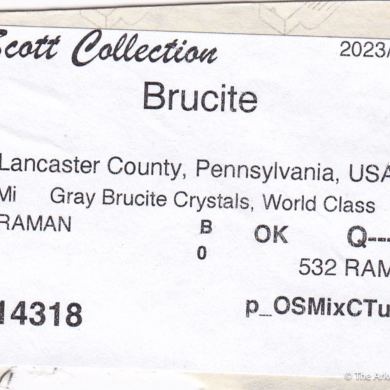 Scott Collection 2023/
Brucite
Lancaster County, Pennsylvania, USA
Mi Gray Brucite Crystals, World Class
RAMAN B OK Q---
0 532 RAM
14318 p_OSMixCTu
© The Ark